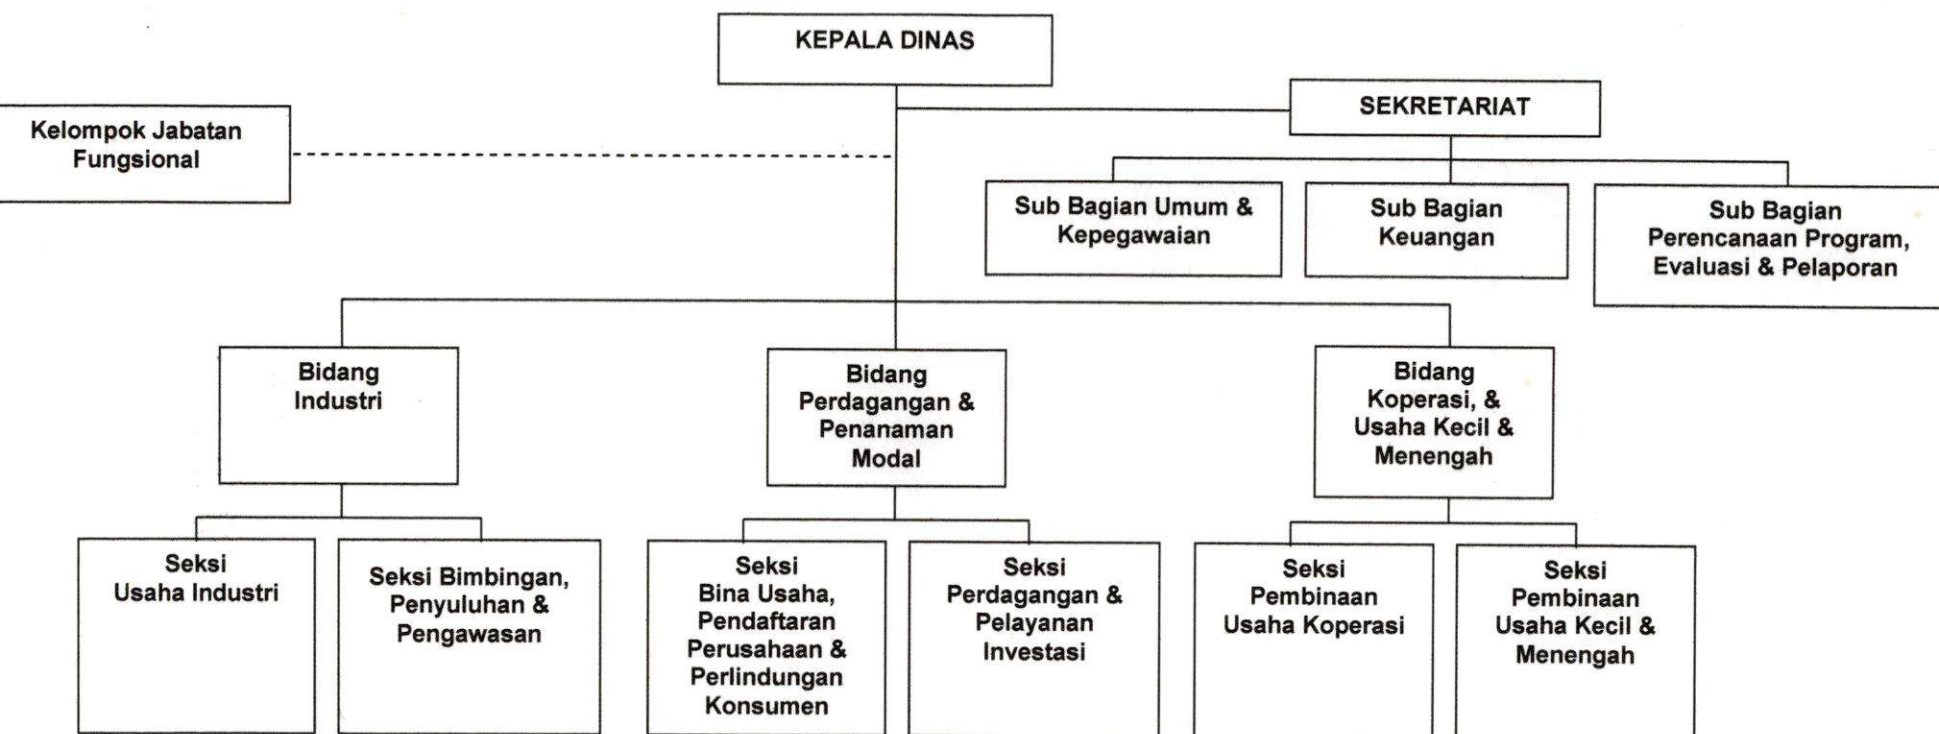 KEPALA DINAS
SEKRETARIAT
Kelompok Jabatan
Fungsional
Sub Bagian Umum &
Kepegawaian
Sub Bagian
Keuangan
Sub Bagian
Perencanaan Program,
Evaluasi & Pelaporan
Bidang
Industri
Bidang
Perdagangan &
Penanaman
Modal
Bidang
Koperasi, &
Usaha Kecil &
Menengah
Seksi
Usaha Industri
Seksi Bimbingan,
Penyuluhan &
Pengawasan
Seksi
Bina Usaha,
Pendaftaran
Perusahaan &
Perlindungan
Konsumen
Seksi
Perdagangan &
Pelayanan
Investasi
Seksi
Pembinaan
Usaha Koperasi
Seksi
Pembinaan
Usaha Kecil &
Menengah